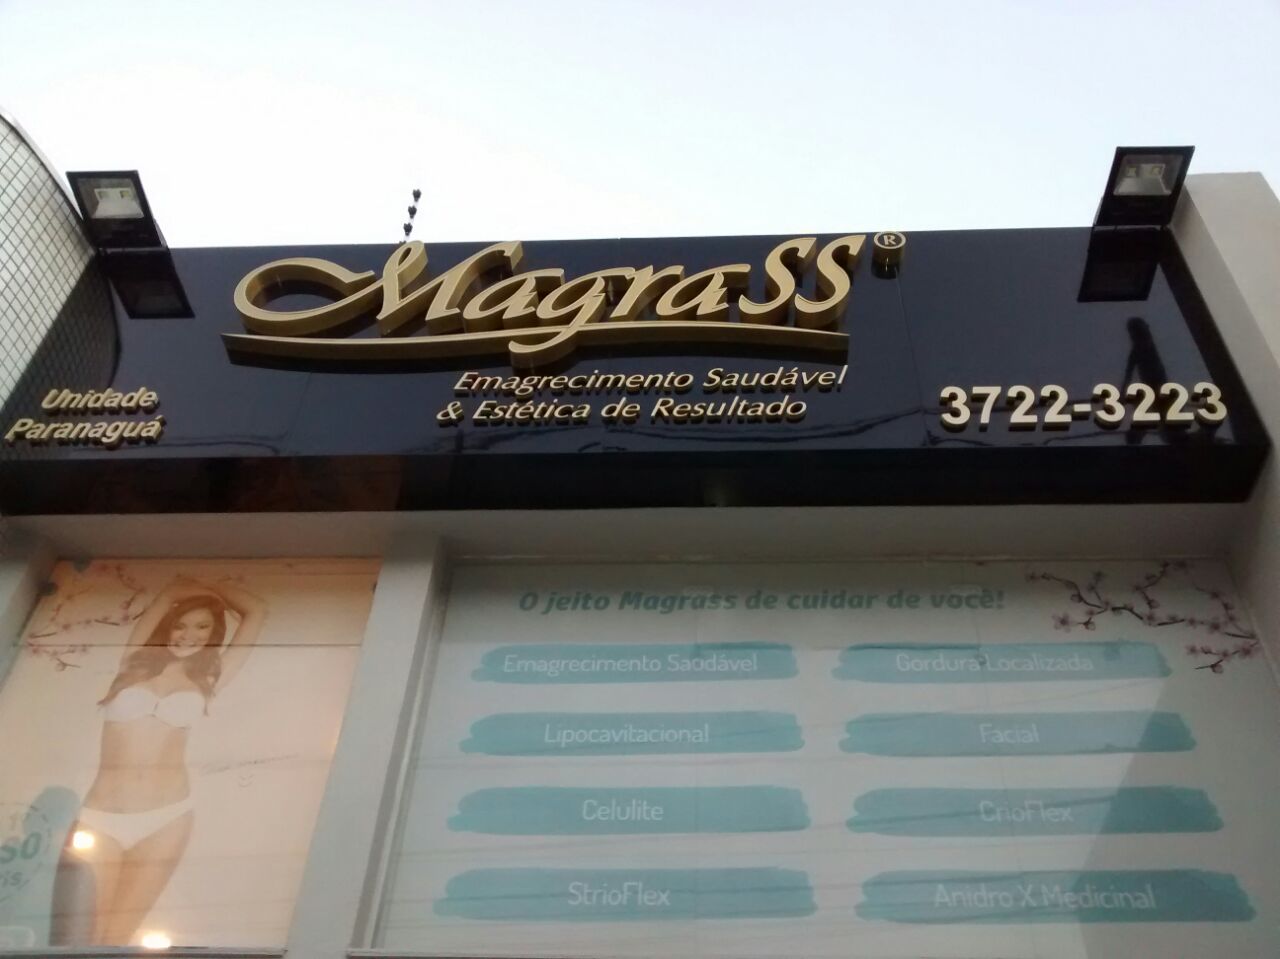 Magrass®
Emagrecimento Saudável
& Estética de Resultado
Unidade
Paranaguá
3722-3223
O jeito Magrass de cuidar de você!
Emagrecimento Saudável
Gordura Localizada
Lipocavitacional
Facial
Celulite
CrioFlex
StrioFlex
Anidro X Medicinal